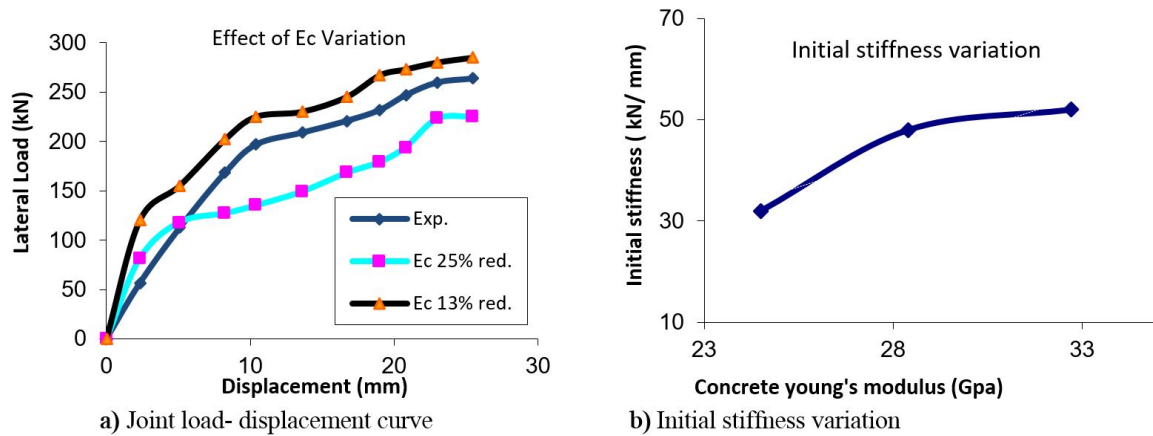 Effect of Ec Variation
Lateral Load (kN)
300
250
200
150
100
50
0
Exp.
Ec 25% red.
Ec 13% red.
0 10 20 30
Displacement (mm)
a) Joint load- displacement curve
Initial stiffness variation
Initial stiffness ( kN/ mm)
70
50
30
10
23 28 33
Concrete young's modulus (Gpa)
b) Initial stiffness variation